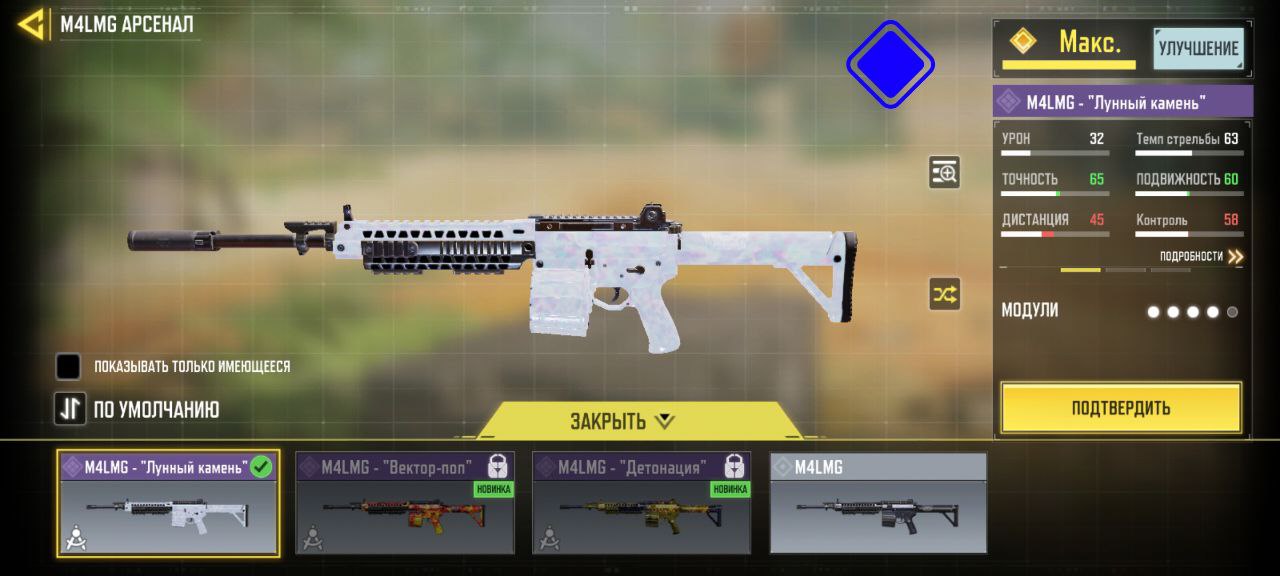 M4LMG АРСЕНАЛ
Макс.
УЛУЧШЕНИЕ
M4LMG - "Лунный камень"
УРОН 32
Темп стрельбы 63
ТОЧНОСТЬ 65
ПОДВИЖНОСТЬ 60
ДИСТАНЦИЯ 45
Контроль 58
ПОДРОБНОСТИ
МОДУЛИ
ПОКАЗЫВАТЬ ТОЛЬКО ИМЕЮЩЕЕСЯ
ПО УМОЛЧАНИЮ
ЗАКРЫТЬ
ПОДТВЕРДИТЬ
M4LMG - "Лунный камень"
M4LMG - "Вектор-поп"
НОВИНКА
M4LMG - "Детонация"
НОВИНКА
M4LMG